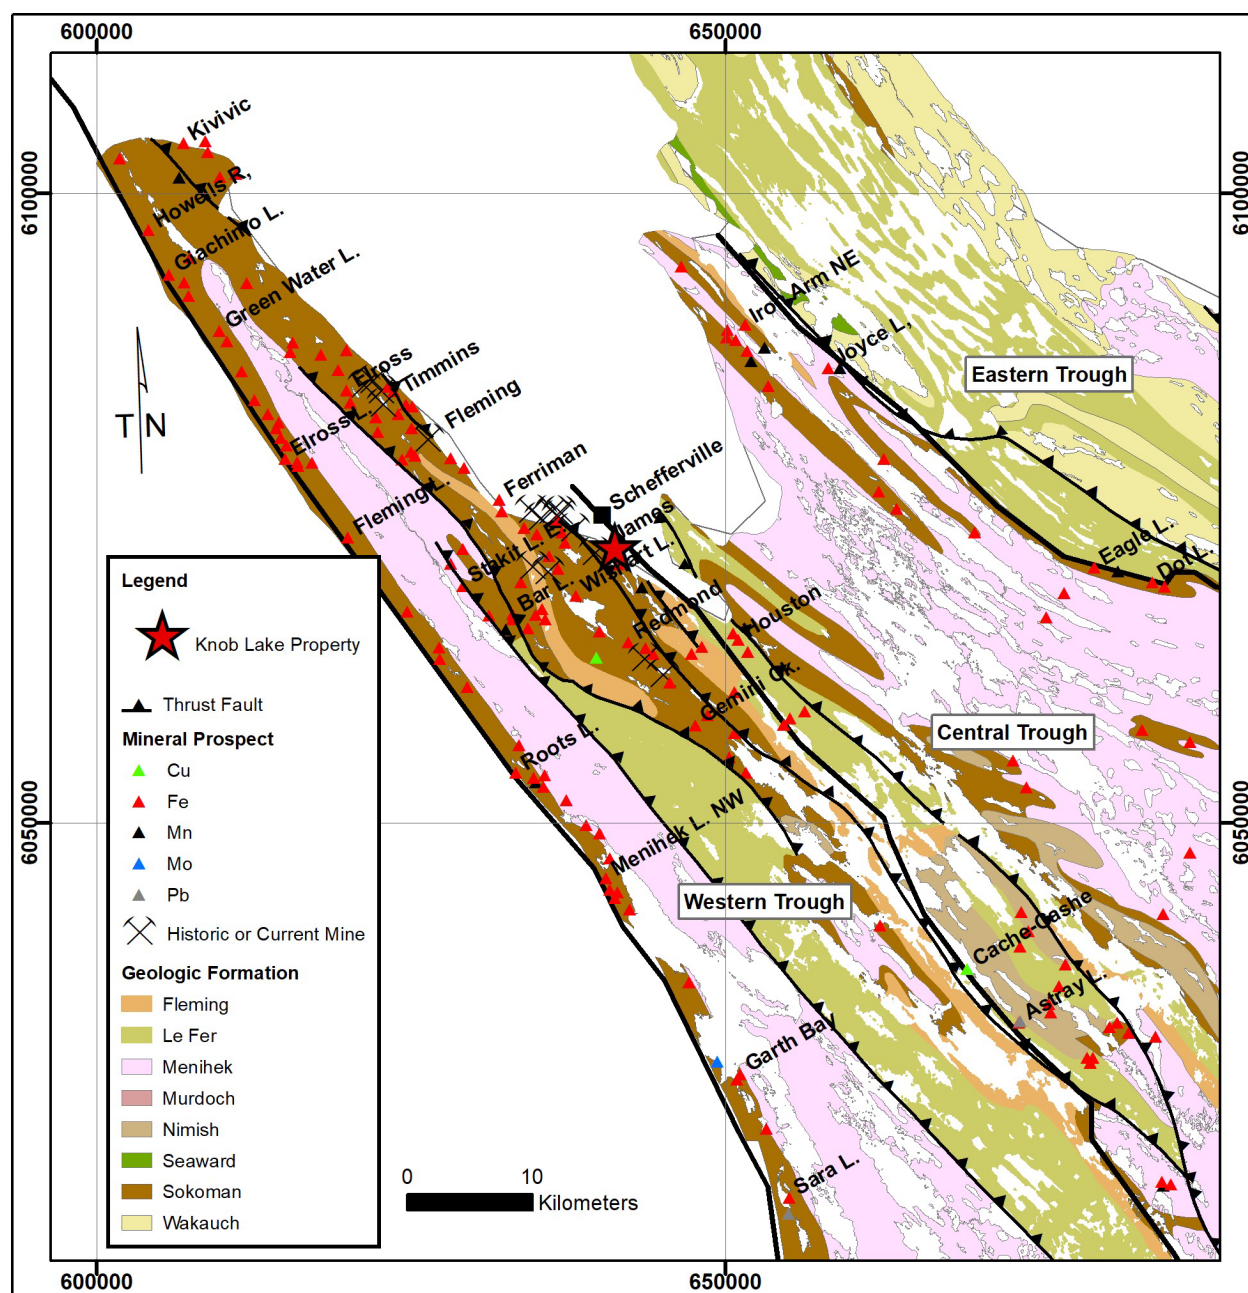 600000
650000
Kivivic
6100000
6100000
Howells R,
Giachino L.
Green Water L.
Iron Arm NE
Joyce L,
Eastern Trough
Elross
Timmins
Fleming
T N
Elross L.
Ferriman
Schefferville
Fleming L.
James
Stakit L. E.
Wishart L.
Eagle L.
Dot L.
Bar L.
Redmond
Houston
Legend
Knob Lake Property
Gemini Ck.
Thrust Fault
Central Trough
Mineral Prospect
Roots L.
Cu
Fe
Mn
Mo
Pb
Menihek L. NW
6050000
6050000
Western Trough
Historic or Current Mine
Cache-Cashe
Geologic Formation
Astray L.
Fleming
Le Fer
Garth Bay
Menihek
Murdoch
Nimish
Seaward
Sokoman
Wakauch
Sara L.
0 10
Kilometers
600000
650000